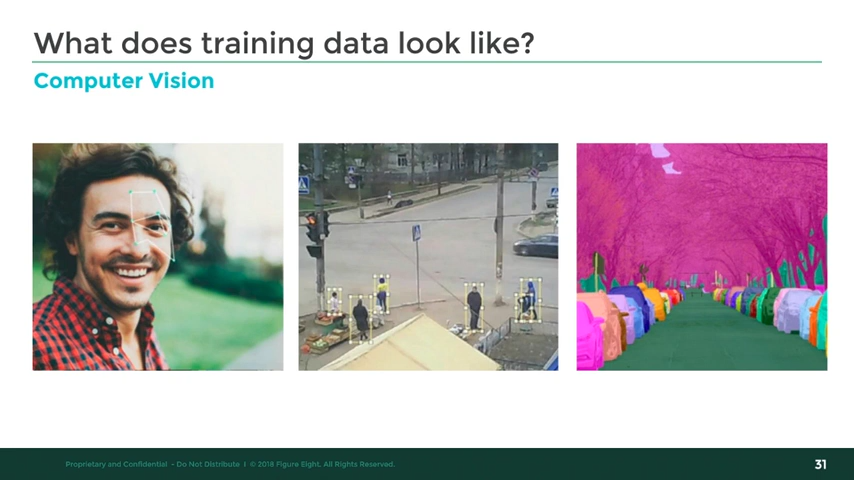 What does training data look like?
Computer Vision
Proprietary and Confidential - Do Not Distribute I © 2018 Figure Eight. All Rights Reserved.
31